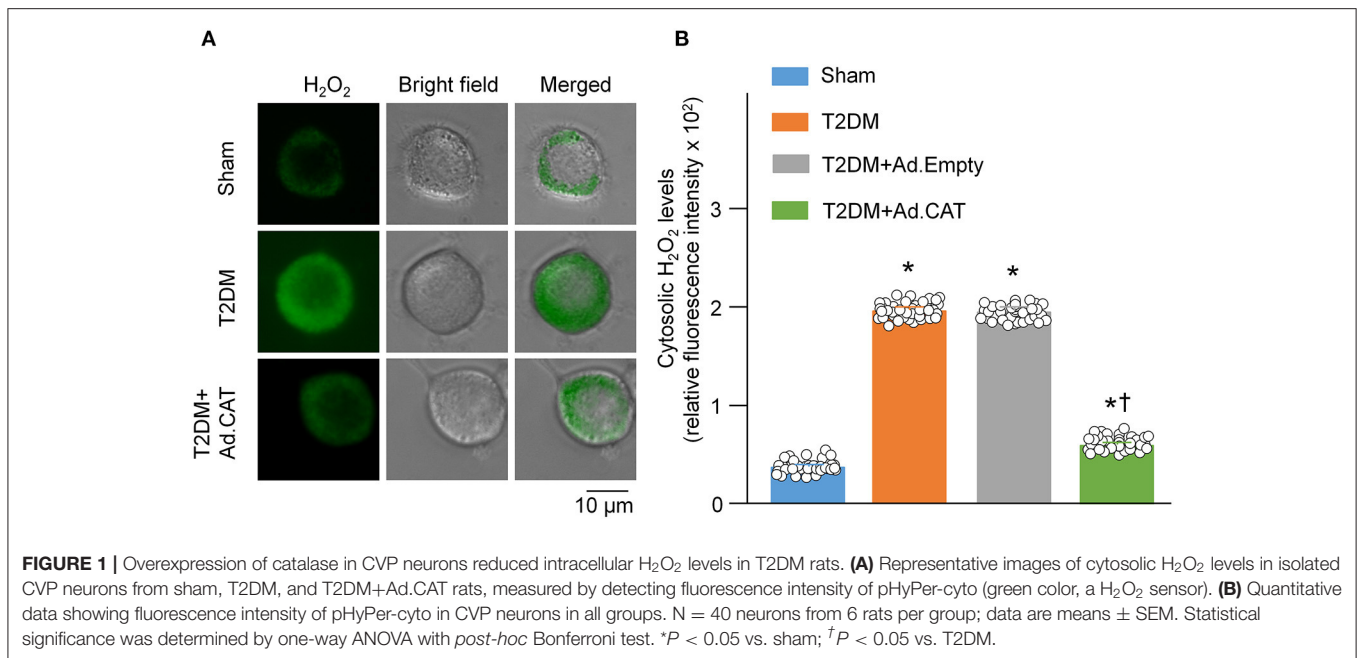 A
H₂O₂ Bright field Merged
Sham
T2DM
T2DM+
Ad.CAT
10 µm
B
Sham
T2DM
T2DM+Ad.Empty
T2DM+Ad.CAT
Cytosolic H₂O₂ levels
(relative fluorescence intensity x 10²)
3
2
1
0
*
*
*†
FIGURE 1 | Overexpression of catalase in CVP neurons reduced intracellular H₂O₂ levels in T2DM rats. (A) Representative images of cytosolic H₂O₂ levels in isolated
CVP neurons from sham, T2DM, and T2DM+Ad.CAT rats, measured by detecting fluorescence intensity of pHyPer-cyto (green color, a H₂O₂ sensor). (B) Quantitative
data showing fluorescence intensity of pHyPer-cyto in CVP neurons in all groups. N = 40 neurons from 6 rats per group; data are means ± SEM. Statistical
significance was determined by one-way ANOVA with post-hoc Bonferroni test. *P < 0.05 vs. sham; †P < 0.05 vs. T2DM.